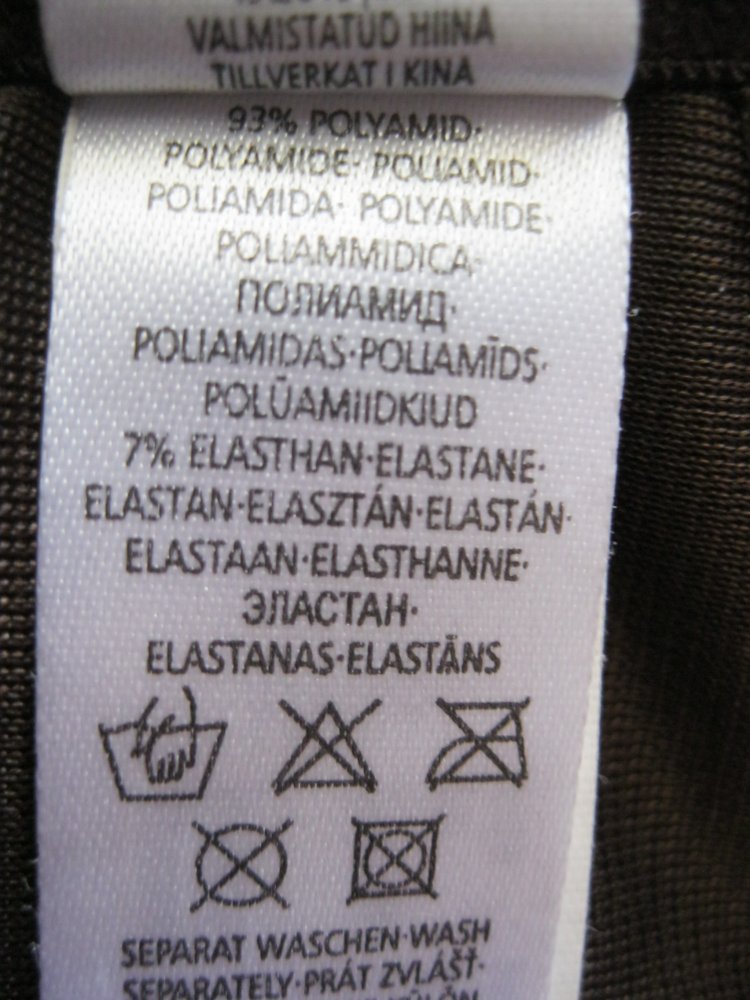 VALMISTATUD HIINA
TILLVERKAT I KINA
93% POLYAMID·
POLYAMIDE· POLIAMID·
POLIAMIDA· POLYAMIDE·
POLIAMMIDICA·
ПОЛИАМИД·
POLIAMIDAS·POLIAMĪDS·
POLÜAMIIDKIUD
7% ELASTHAN·ELASTANE·
ELASTAN·ELASZTÁN·ELASTÁN·
ELASTAAN·ELASTHANNE·
ЭЛАСТАН·
ELASTANAS·ELASTĀNS
SEPARAT WASCHEN·WASH
SEPARATELY·PRÁT ZVLÁŠŤ·